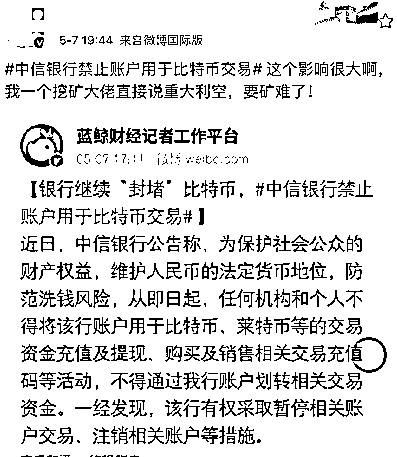 5-7 19:44 来自微博国际版
#中信银行禁止账户用于比特币交易# 这个影响很大啊，
我一个挖矿大佬直接说重大利空，要矿难了！
蓝鲸财经记者工作平台
【银行继续“封堵”比特币，#中信银行禁止
账户用于比特币交易#】
近日，中信银行公告称，为保护社会公众的
财产权益，维护人民币的法定货币地位，防
范洗钱风险，从即日起，任何机构和个人不
得将该行账户用于比特币、莱特币等的交易
资金充值及提现、购买及销售相关交易充值
码等活动，不得通过我行账户划转相关交易
资金。一经发现，该行有权采取暂停相关账
户交易、注销相关账户等措施。